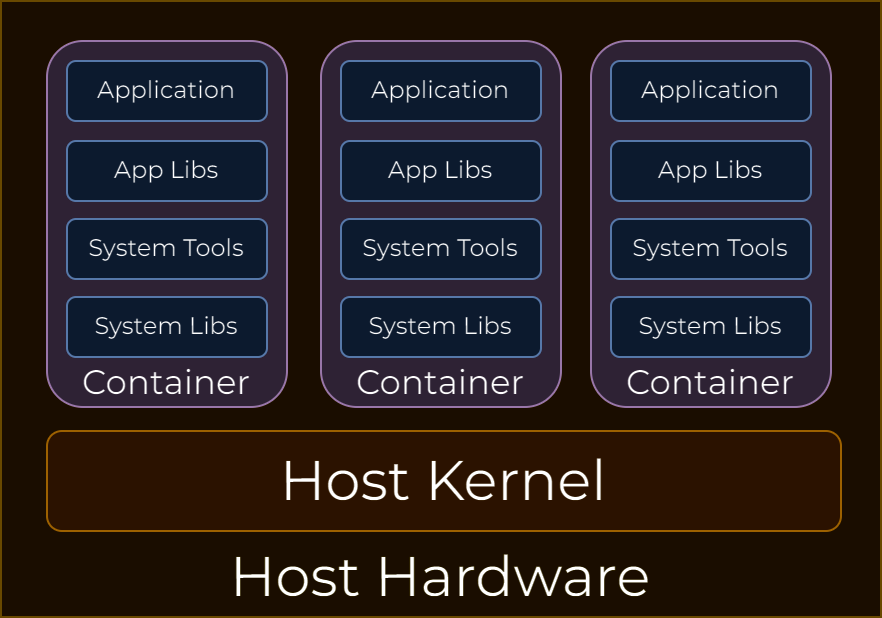 Application
App Libs
System Tools
System Libs
Container
Application
App Libs
System Tools
System Libs
Container
Application
App Libs
System Tools
System Libs
Container
Host Kernel
Host Hardware